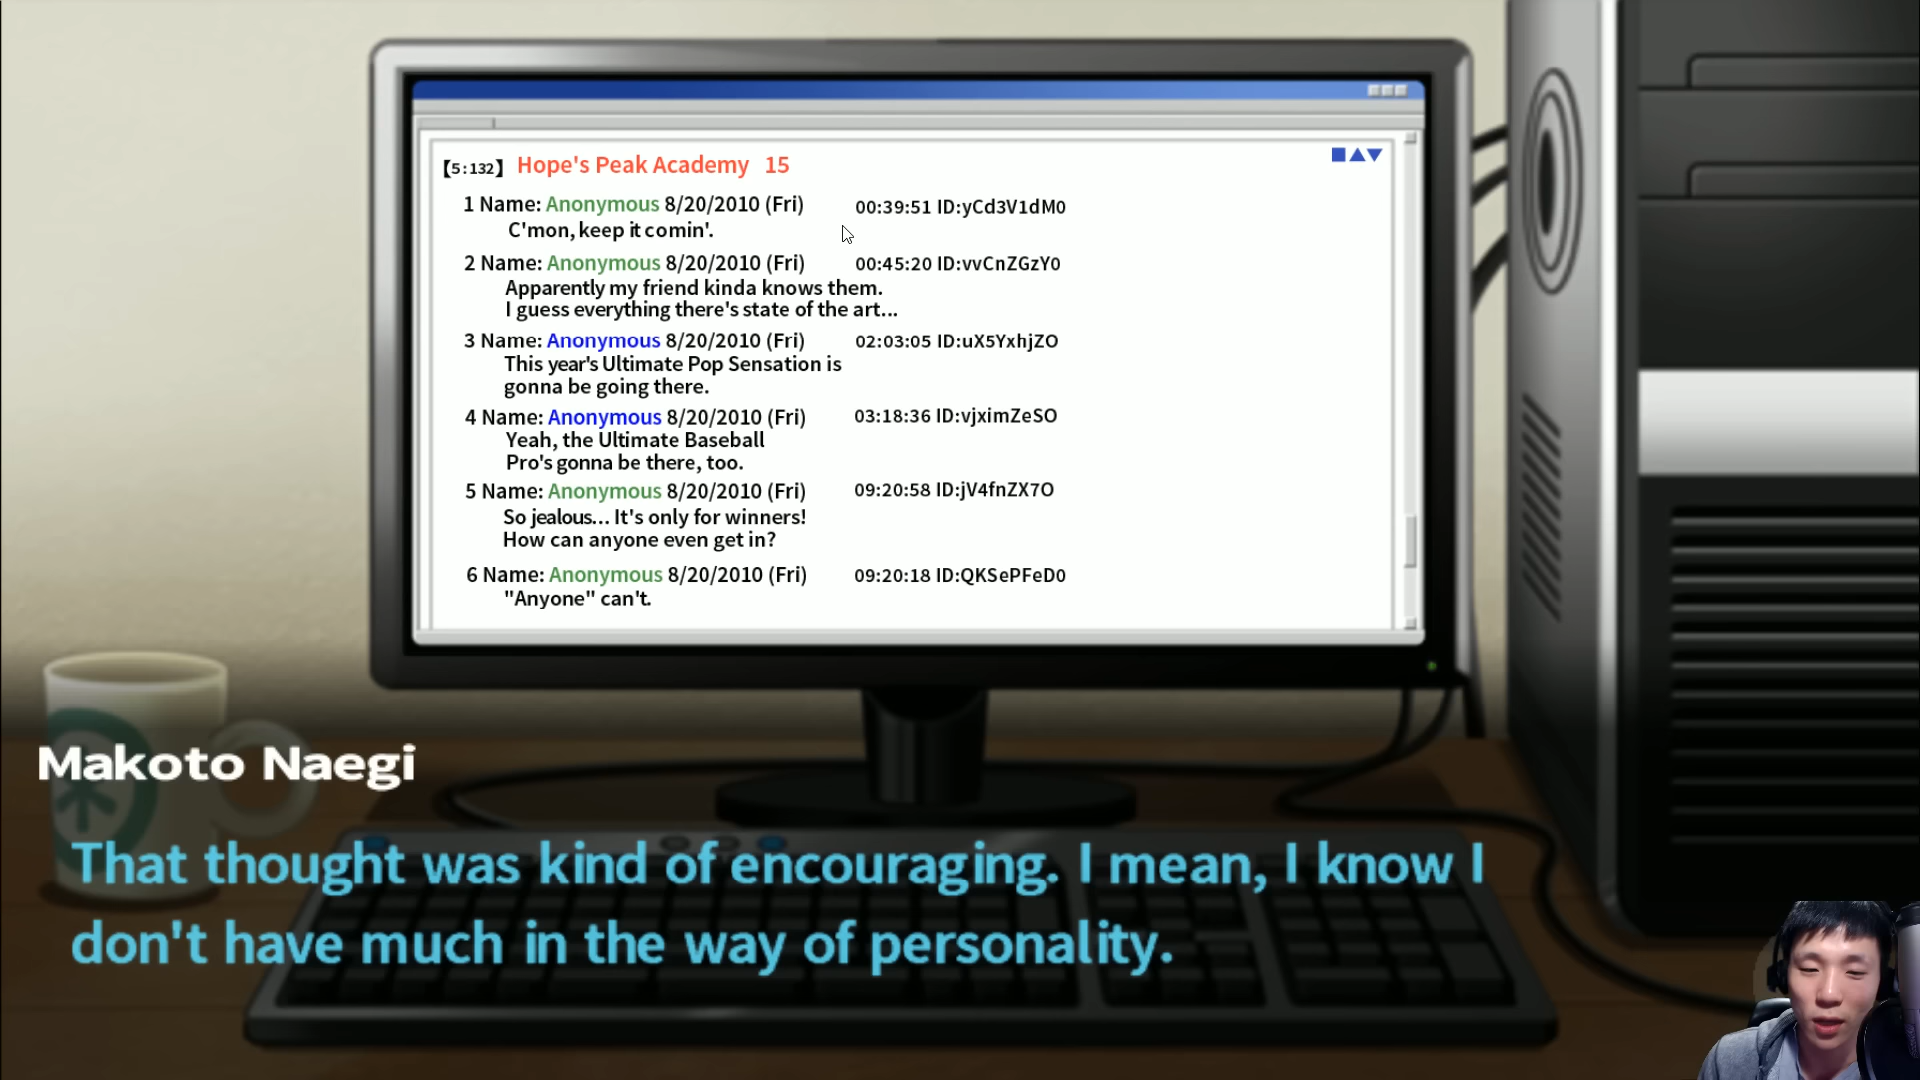 【5:132】 Hope's Peak Academy 15
1 Name: Anonymous 8/20/2010 (Fri) 00:39:51 ID:yCd3V1dM0
C'mon, keep it comin'.
2 Name: Anonymous 8/20/2010 (Fri) 00:45:20 ID:vvCnZGzY0
Apparently my friend kinda knows them.
I guess everything there's state of the art...
3 Name: Anonymous 8/20/2010 (Fri) 02:03:05 ID:uX5YxhjZO
This year's Ultimate Pop Sensation is
gonna be going there.
4 Name: Anonymous 8/20/2010 (Fri) 03:18:36 ID:vjximZeSO
Yeah, the Ultimate Baseball
Pro's gonna be there, too.
5 Name: Anonymous 8/20/2010 (Fri) 09:20:58 ID:jV4fnZX7O
So jealous... It's only for winners!
How can anyone even get in?
6 Name: Anonymous 8/20/2010 (Fri) 09:20:18 ID:QKSePFeD0
"Anyone" can't.
Makoto Naegi
That thought was kind of encouraging. I mean, I know I
don't have much in the way of personality.